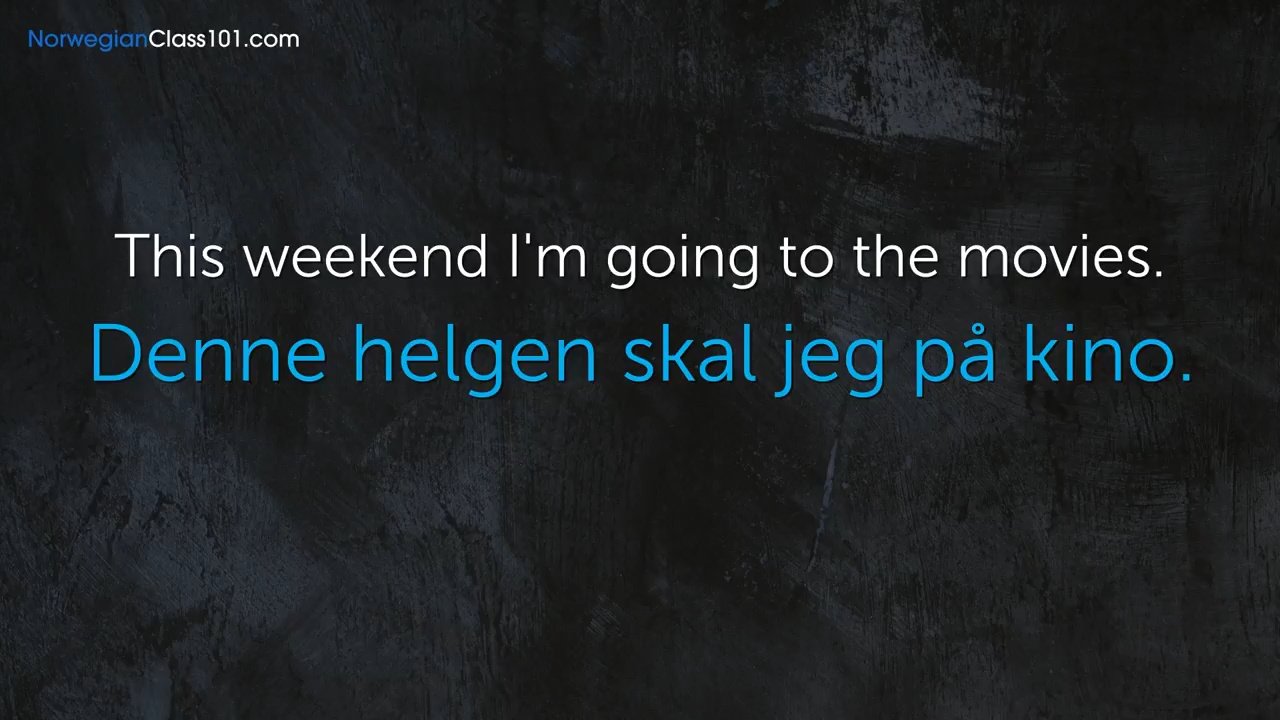 NorwegianClass101.com
This weekend I'm going to the movies.
Denne helgen skal jeg på kino.